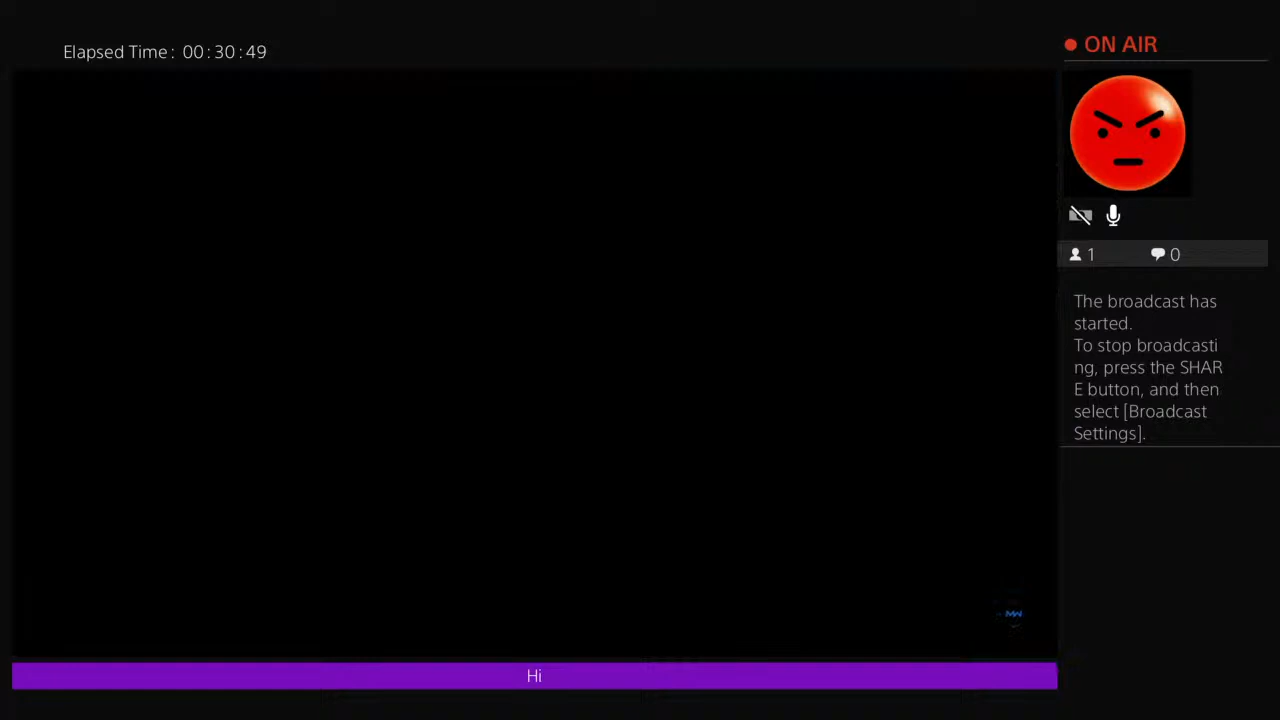 Elapsed Time: 00:30:49
ON AIR
1 0
The broadcast has
started.
To stop broadcasti
ng, press the SHAR
E button, and then
select [Broadcast
Settings].
MW
Hi